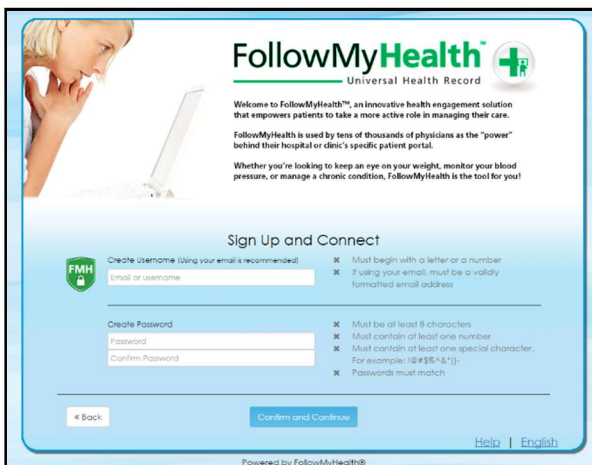 FollowMyHealth™
Universal Health Record
Welcome to FollowMyHealth™, an innovative health engagement solution
that empowers patients to take a more active role in managing their care.
FollowMyHealth is used by tens of thousands of physicians as the "power"
behind their hospital or clinic's specific patient portal.
Whether you're looking to keep an eye on your weight, monitor your blood
pressure, or manage a chronic condition, FollowMyHealth is the tool for you!
Sign Up and Connect
FMH
Create Username (Using your email is recommended)
Email or username
✖ Must begin with a letter or a number
✖ If using your email, must be a validly
formatted email address
Create Password
Password
Confirm Password
✖ Must be at least 8 characters
✖ Must contain at least one number
✖ Must contain at least one special character.
For example: !@#$%^&*()-
✖ Passwords must match
« Back
Confirm and Continue
Help | English
Powered by FollowMyHealth®